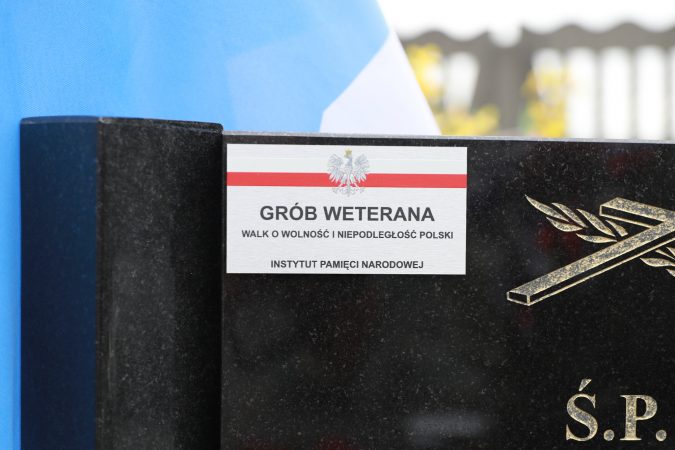 GRÓB WETERANA
WALK O WOLNOŚĆ I NIEPODLEGŁOŚĆ POLSKI
INSTYTUT PAMIĘCI NARODOWEJ
Ś.P.